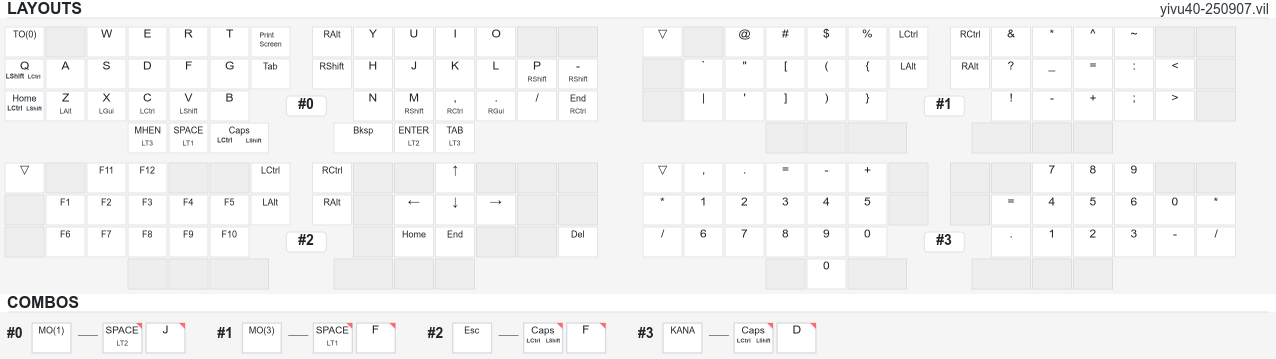 LAYOUTS yivu40-250907.vil
TO(0) W E R T Print Screen RAlt Y U I O ▽ @ # $ % LCtrl RCtrl & * ^ ~
Q LShift LCtrl A S D F G Tab RShift H J K L P RShift - RShift ` " [ ( { LAlt RAlt ? _ = : <
Home LCtrl LShift Z LAlt X LGui C LCtrl V LShift B #0 N M RShift , RCtrl . RGui / End RCtrl | ' ] ) } #1 ! - + ; >
MHEN LT3 SPACE LT1 Caps LCtrl LShift Bksp ENTER LT2 TAB LT3
▽ F11 F12 LCtrl RCtrl ↑ ▽ , . = - + 7 8 9
F1 F2 F3 F4 F5 LAlt RAlt ← ↓ → * 1 2 3 4 5 = 4 5 6 0 *
F6 F7 F8 F9 F10 #2 Home End Del / 6 7 8 9 0 #3 . 1 2 3 - /
0
COMBOS
#0 MO(1) — SPACE LT2 J #1 MO(3) — SPACE LT1 F #2 Esc — Caps LCtrl LShift F #3 KANA — Caps LCtrl LShift D